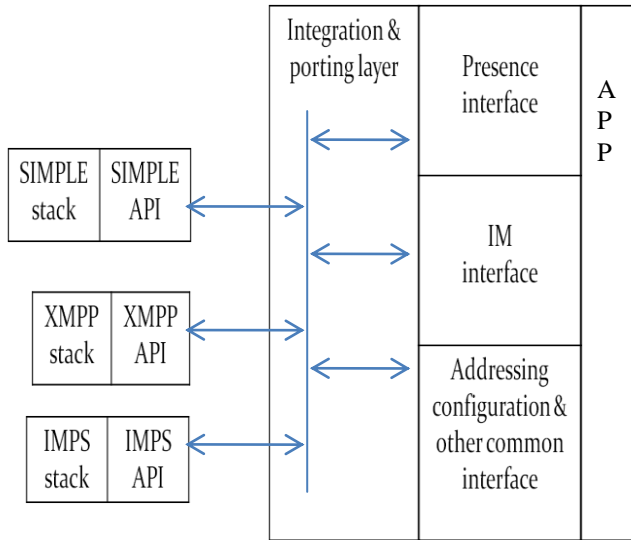 Integration &
porting layer
Presence
interface
A
P
P
SIMPLE
stack
SIMPLE
API
IM
interface
XMPP
stack
XMPP
API
Addressing
configuration &
other common
interface
IMPS
stack
IMPS
API